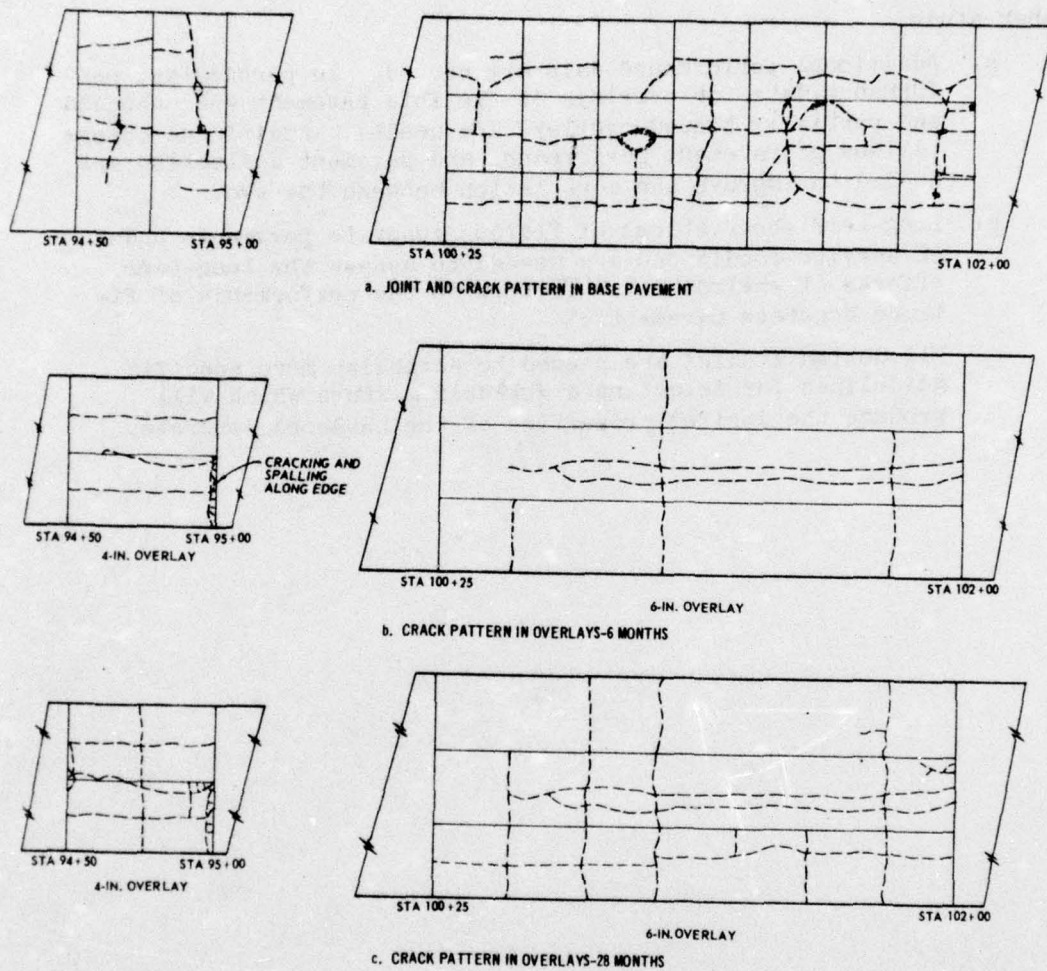 STA 94+50
STA 95+00
STA 100+25
STA 102+00
a. JOINT AND CRACK PATTERN IN BASE PAVEMENT
CRACKING AND
SPALLING
ALONG EDGE
STA 94+50
STA 95+00
4-IN. OVERLAY
STA 100+25
STA 102+00
6-IN. OVERLAY
b. CRACK PATTERN IN OVERLAYS-6 MONTHS
STA 94+50
STA 95+00
4-IN. OVERLAY
STA 100+25
STA 102+00
6-IN. OVERLAY
c. CRACK PATTERN IN OVERLAYS-28 MONTHS